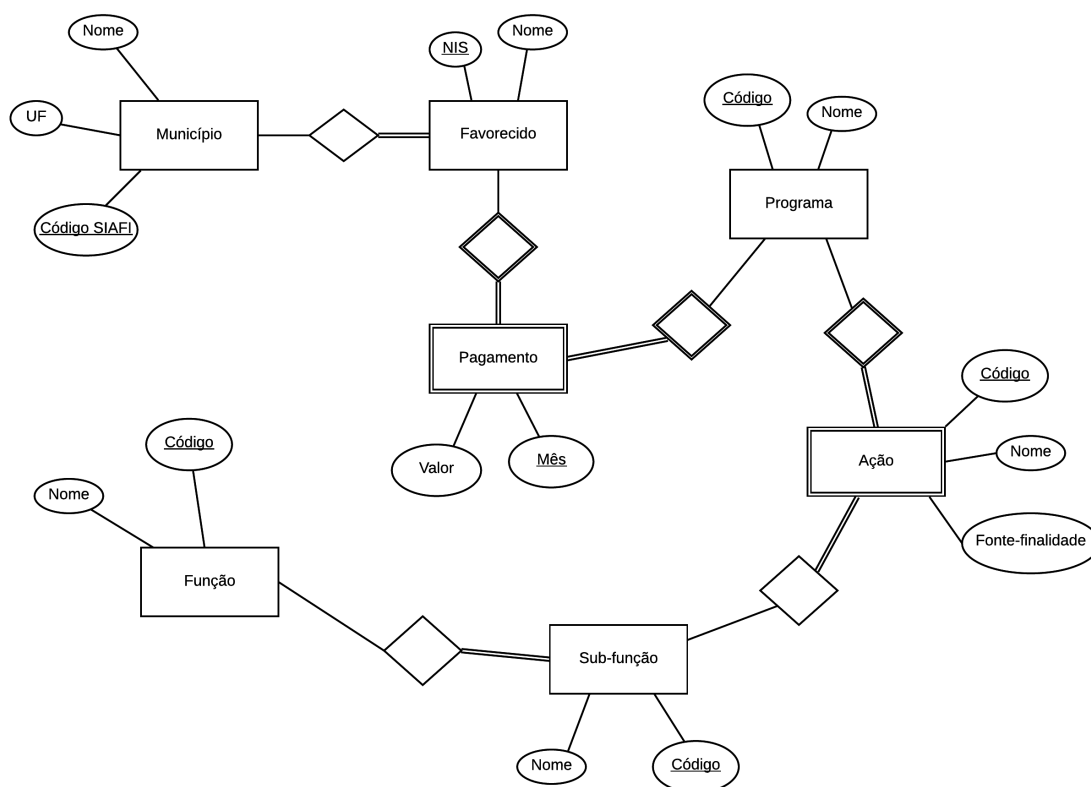 Nome
NIS
Nome
UF
Município
Favorecido
Código
Nome
Código SIAFI
Programa
Pagamento
Código
Valor
Mês
Ação
Nome
Código
Nome
Fonte-finalidade
Função
Sub-função
Nome
Código